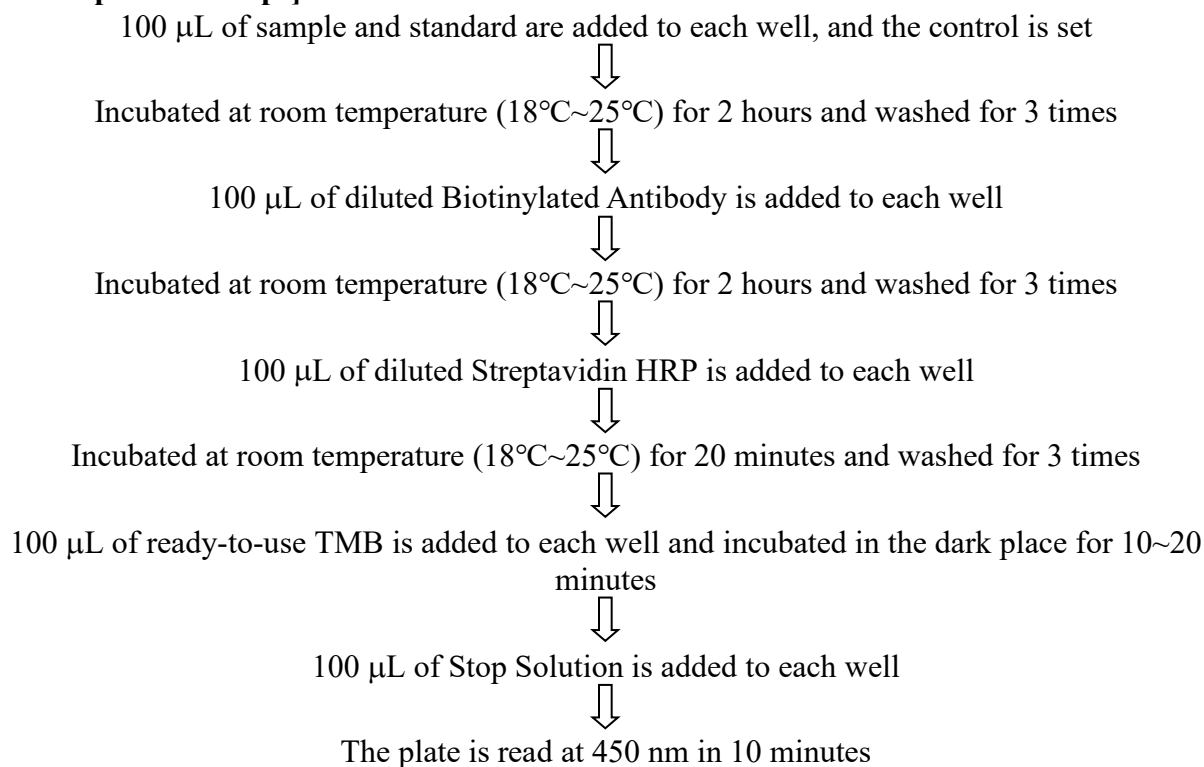 100 μL of sample and standard are added to each well, and the control is set
Incubated at room temperature (18℃~25℃) for 2 hours and washed for 3 times
100 μL of diluted Biotinylated Antibody is added to each well
Incubated at room temperature (18℃~25℃) for 2 hours and washed for 3 times
100 μL of diluted Streptavidin HRP is added to each well
Incubated at room temperature (18℃~25℃) for 20 minutes and washed for 3 times
100 μL of ready-to-use TMB is added to each well and incubated in the dark place for 10~20
minutes
100 μL of Stop Solution is added to each well
The plate is read at 450 nm in 10 minutes